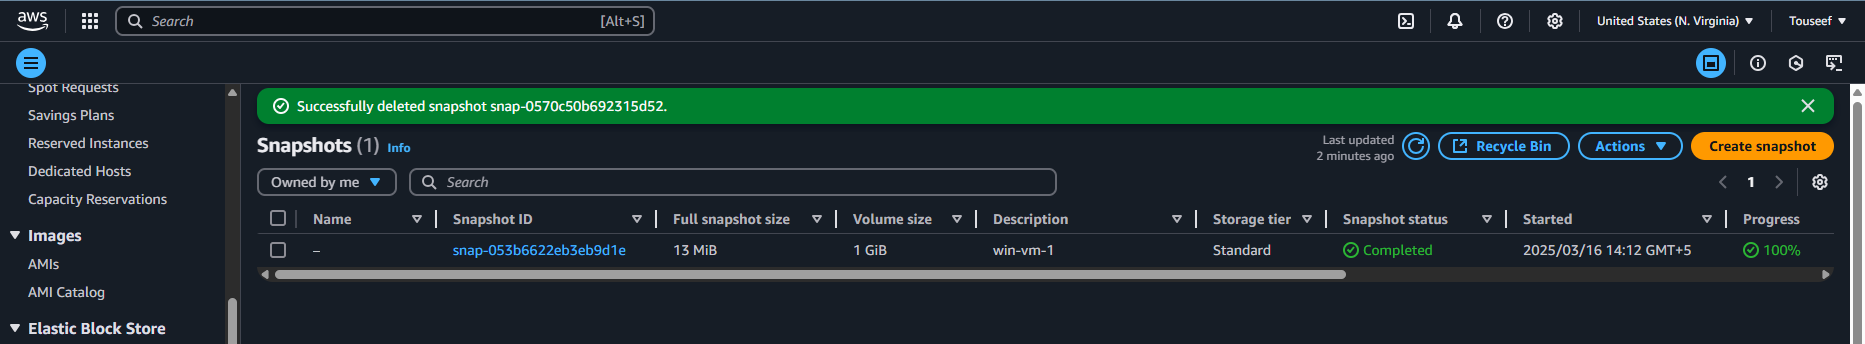 aws
Search [Alt+S]
United States (N. Virginia)
Touseef
Spot Requests
Savings Plans
Reserved Instances
Dedicated Hosts
Capacity Reservations
Images
AMIs
AMI Catalog
Elastic Block Store
Successfully deleted snapshot snap-0570c50b692315d52.
Snapshots (1) Info
Last updated
2 minutes ago
Recycle Bin
Actions
Create snapshot
Owned by me
Search
1
Name Snapshot ID Full snapshot size Volume size Description Storage tier Snapshot status Started Progress
– snap-053b6622eb3eb9d1e 13 MiB 1 GiB win-vm-1 Standard Completed 2025/03/16 14:12 GMT+5 100%